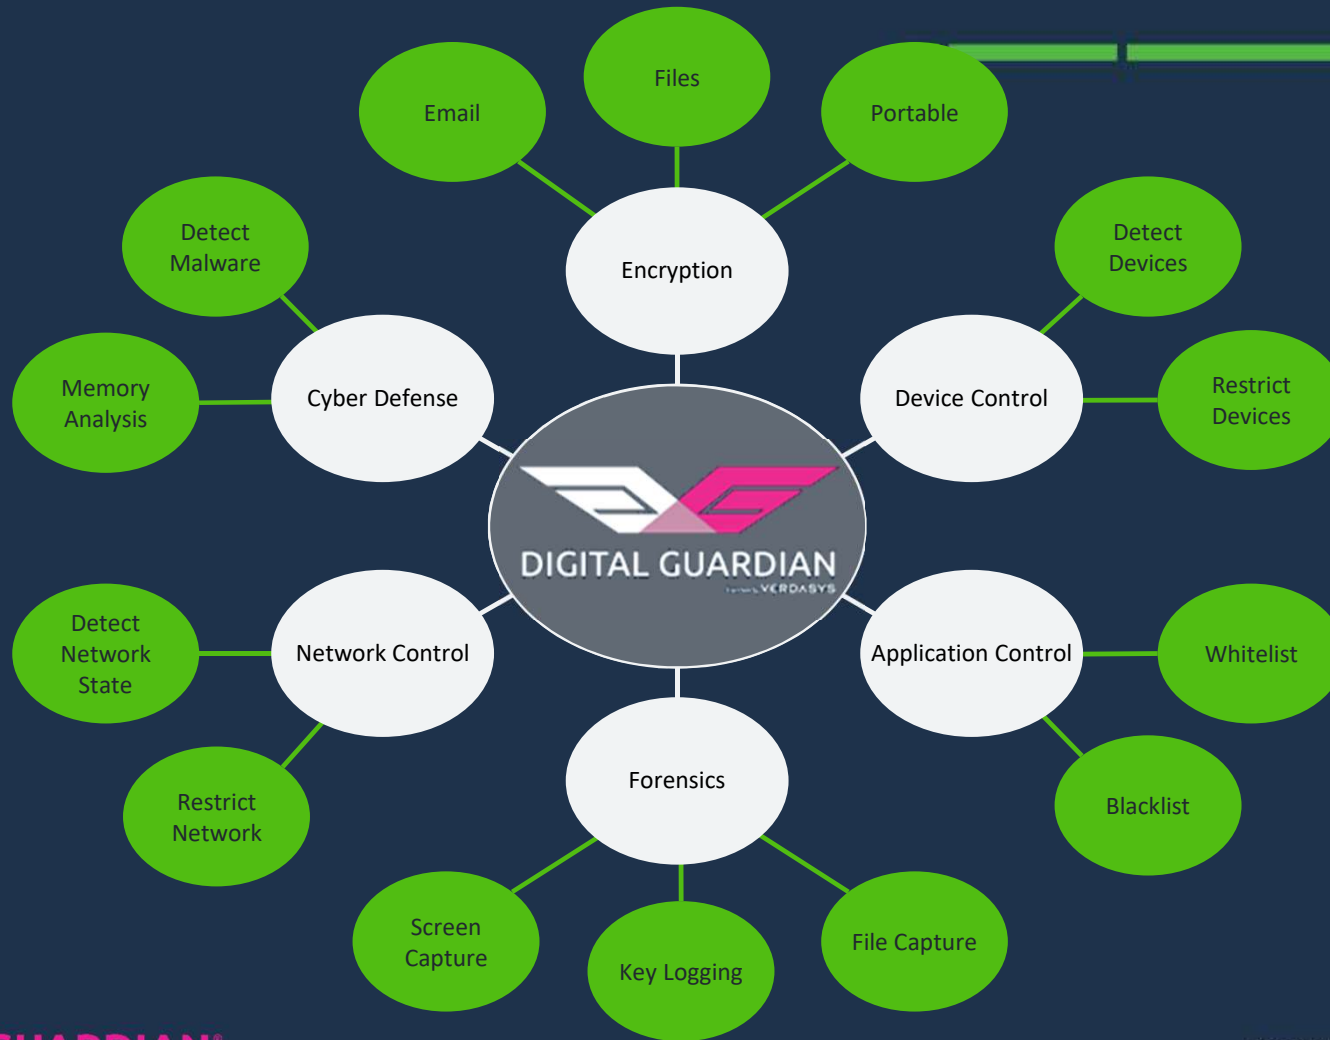 Files
Email
Portable
Detect
Malware
Detect
Devices
Encryption
Memory
Analysis
Cyber Defense
Device Control
Restrict
Devices
DIGITAL GUARDIAN
VERDASYS
Detect
Network
State
Network Control
Application Control
Whitelist
Forensics
Restrict
Network
Blacklist
Screen
Capture
Key Logging
File Capture
GUARDIAN®